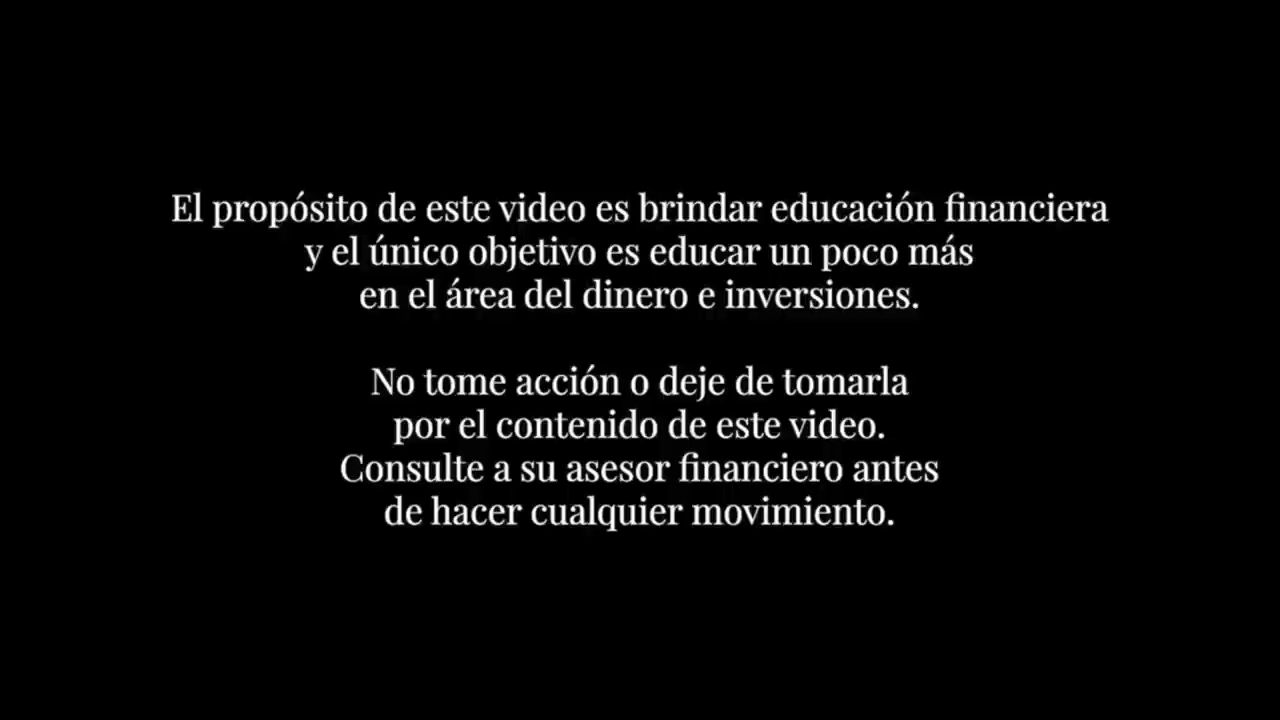 El propósito de este video es brindar educación financiera
y el único objetivo es educar un poco más
en el área del dinero e inversiones.
No tome acción o deje de tomarla
por el contenido de este video.
Consulte a su asesor financiero antes
de hacer cualquier movimiento.